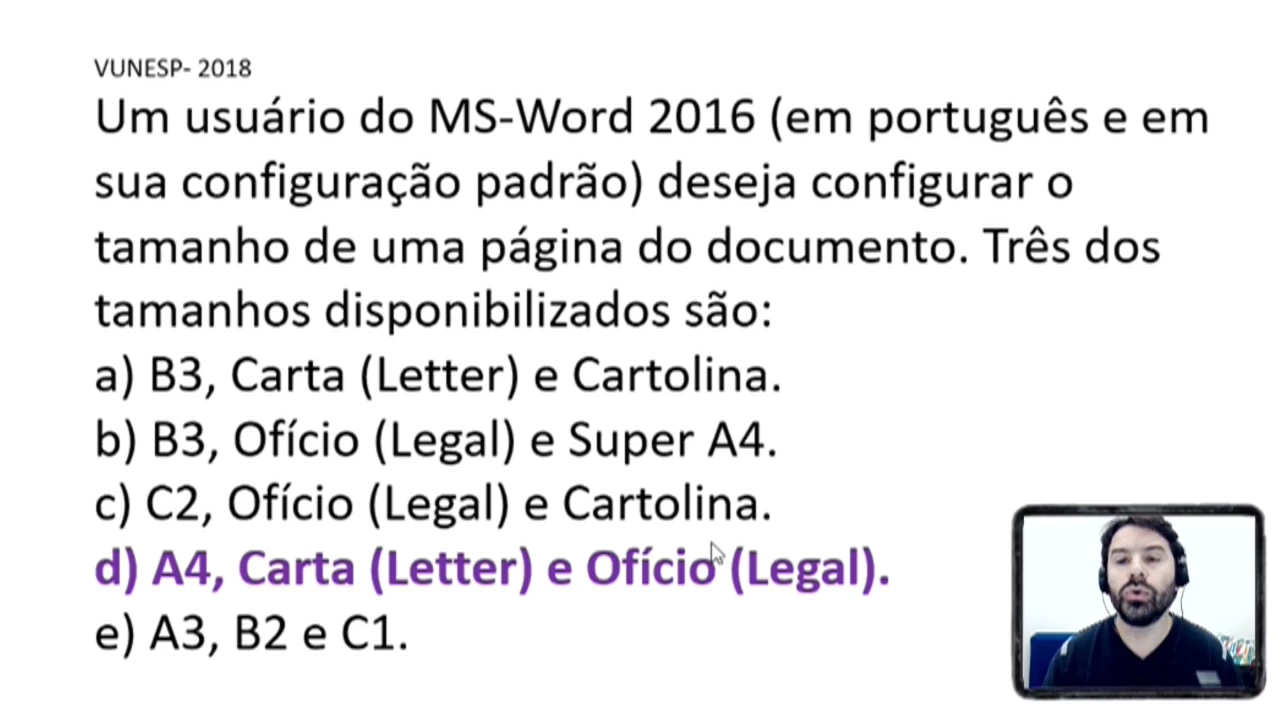 VUNESP- 2018
Um usuário do MS-Word 2016 (em português e em
sua configuração padrão) deseja configurar o
tamanho de uma página do documento. Três dos
tamanhos disponibilizados são:
a) B3, Carta (Letter) e Cartolina.
b) B3, Ofício (Legal) e Super A4.
c) C2, Ofício (Legal) e Cartolina.
d) A4, Carta (Letter) e Ofício (Legal).
e) A3, B2 e C1.